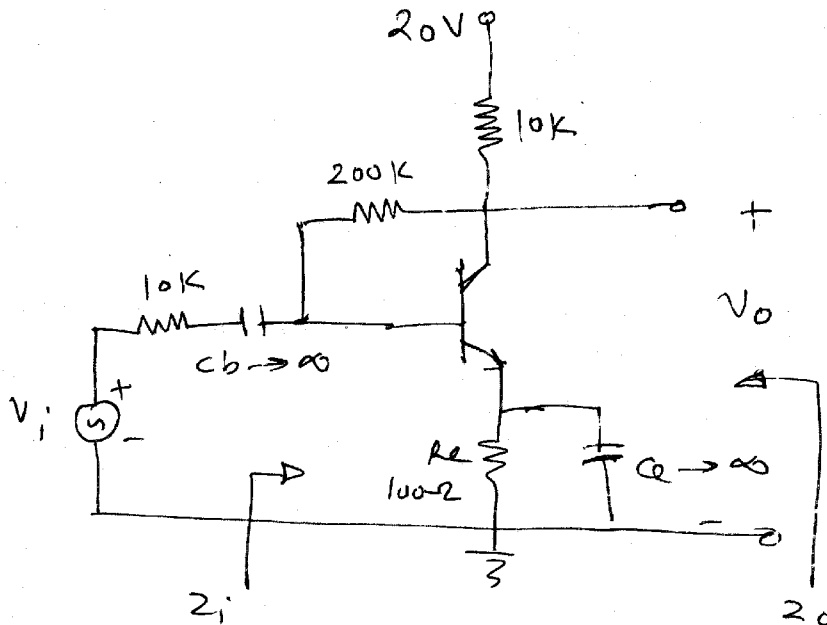 20V
10K
200K
10K
+
Cb→∞
Vo
Vi
+
-
Re
100Ω
Ce→∞
-
Zi
Zo